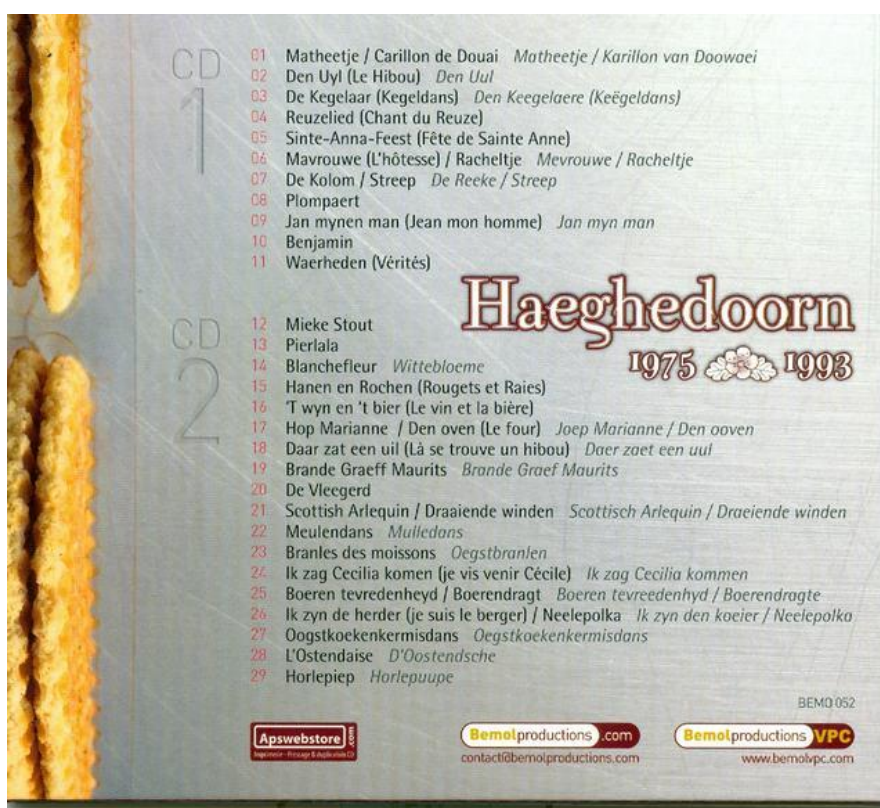 CD
1
01 Matheetje / Carillon de Douai Matheetje / Karillon van Doowaei
02 Den Uyl (Le Hibou) Den Uul
03 De Kegelaar (Kegeldans) Den Keegelaere (Keëgeldans)
04 Reuzelied (Chant du Reuze)
05 Sinte-Anna-Feest (Fête de Sainte Anne)
06 Mavrouwe (L'hôtesse) / Racheltje Mevrouwe / Racheltje
07 De Kolom / Streep De Reeke / Streep
08 Plompaert
09 Jan mynen man (Jean mon homme) Jan myn man
10 Benjamin
11 Waerheden (Vérités)
Haeghedoorn
1975 1993
CD
2
12 Mieke Stout
13 Pierlala
14 Blanchefleur Wittebloeme
15 Hanen en Rochen (Rougets et Raies)
16 'T wyn en 't bier (Le vin et la bière)
17 Hop Marianne / Den oven (Le four) Joep Marianne / Den ooven
18 Daar zat een uil (Là se trouve un hibou) Daer zaet een uul
19 Brande Graeff Maurits Brande Graef Maurits
20 De Vleegerd
21 Scottish Arlequin / Draaiende winden Scottisch Arlequin / Draeiende winden
22 Meulendans Mulledans
23 Branles des moissons Oegstbranlen
24 Ik zag Cecilia komen (je vis venir Cécile) Ik zag Cecilia kommen
25 Boeren tevredenheyd / Boerendragt Boeren tevreedenhyd / Boerendragte
26 Ik zyn de herder (je suis le berger) / Neelepolka Ik zyn den koeier / Neelepolka
27 Oogstkoekenkermisdans Oegstkoekenkermisdans
28 L'Ostendaise D'Oostendsche
29 Horlepiep Horlepuupe
BEMO 052
Apswebstore.com
Imprimerie - Pressage & Duplication CD
Bemolproductions.com
contact@bemolproductions.com
Bemolproductions VPC
www.bemolvpc.com